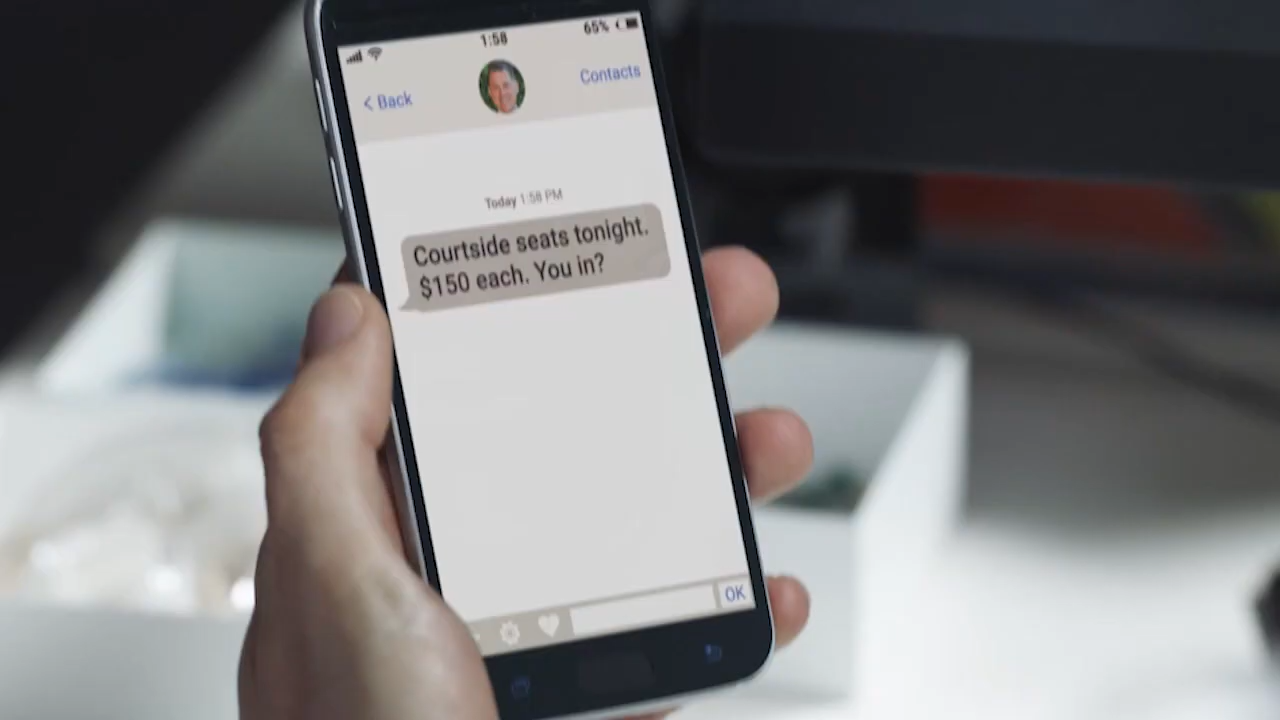 1:58
65%
< Back
Contacts
Today 1:58 PM
Courtside seats tonight.
$150 each. You in?
OK